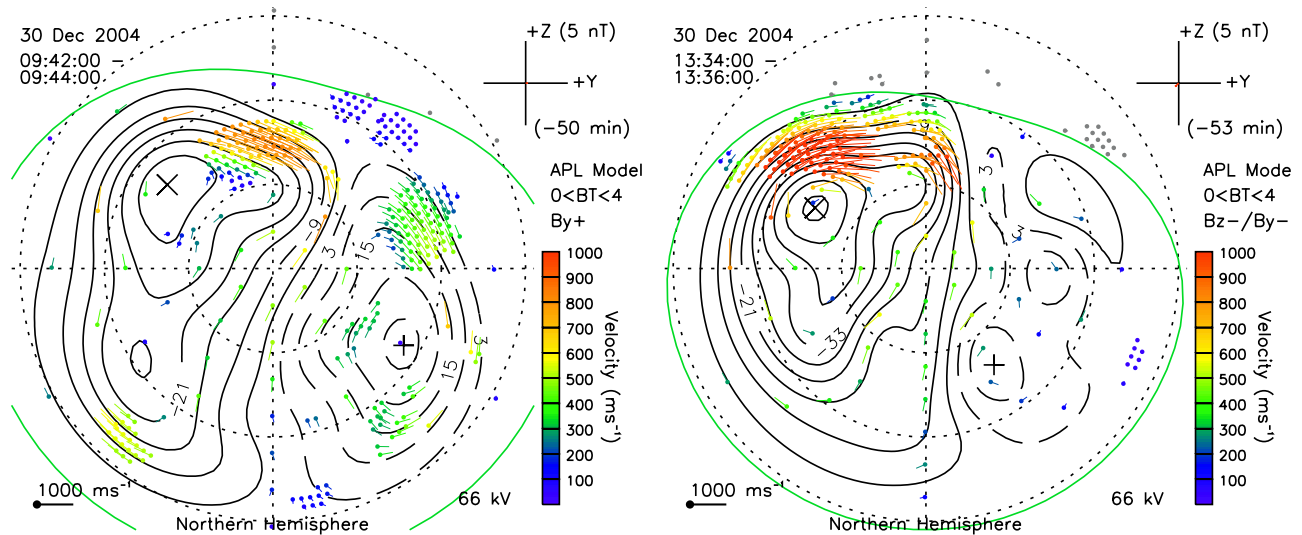 30 Dec 2004
09:42:00 -
09:44:00
+Z (5 nT)
+Y
(-50 min)
APL Model
0<BT<4
By+
1000
900
800
700
600
500
400
300
200
100
Velocity (ms⁻¹)
-9
3
15
-21
3
15
1000 ms⁻¹
66 kV
Northern Hemisphere
30 Dec 2004
13:34:00 -
13:36:00
+Z (5 nT)
+Y
(-53 min)
APL Mode
0<BT<4
Bz-/By-
1000
900
800
700
600
500
400
300
200
100
Velocity (ms⁻¹)
-9
3
3
-21
-33
1000 ms⁻¹
66 kV
Northern Hemisphere